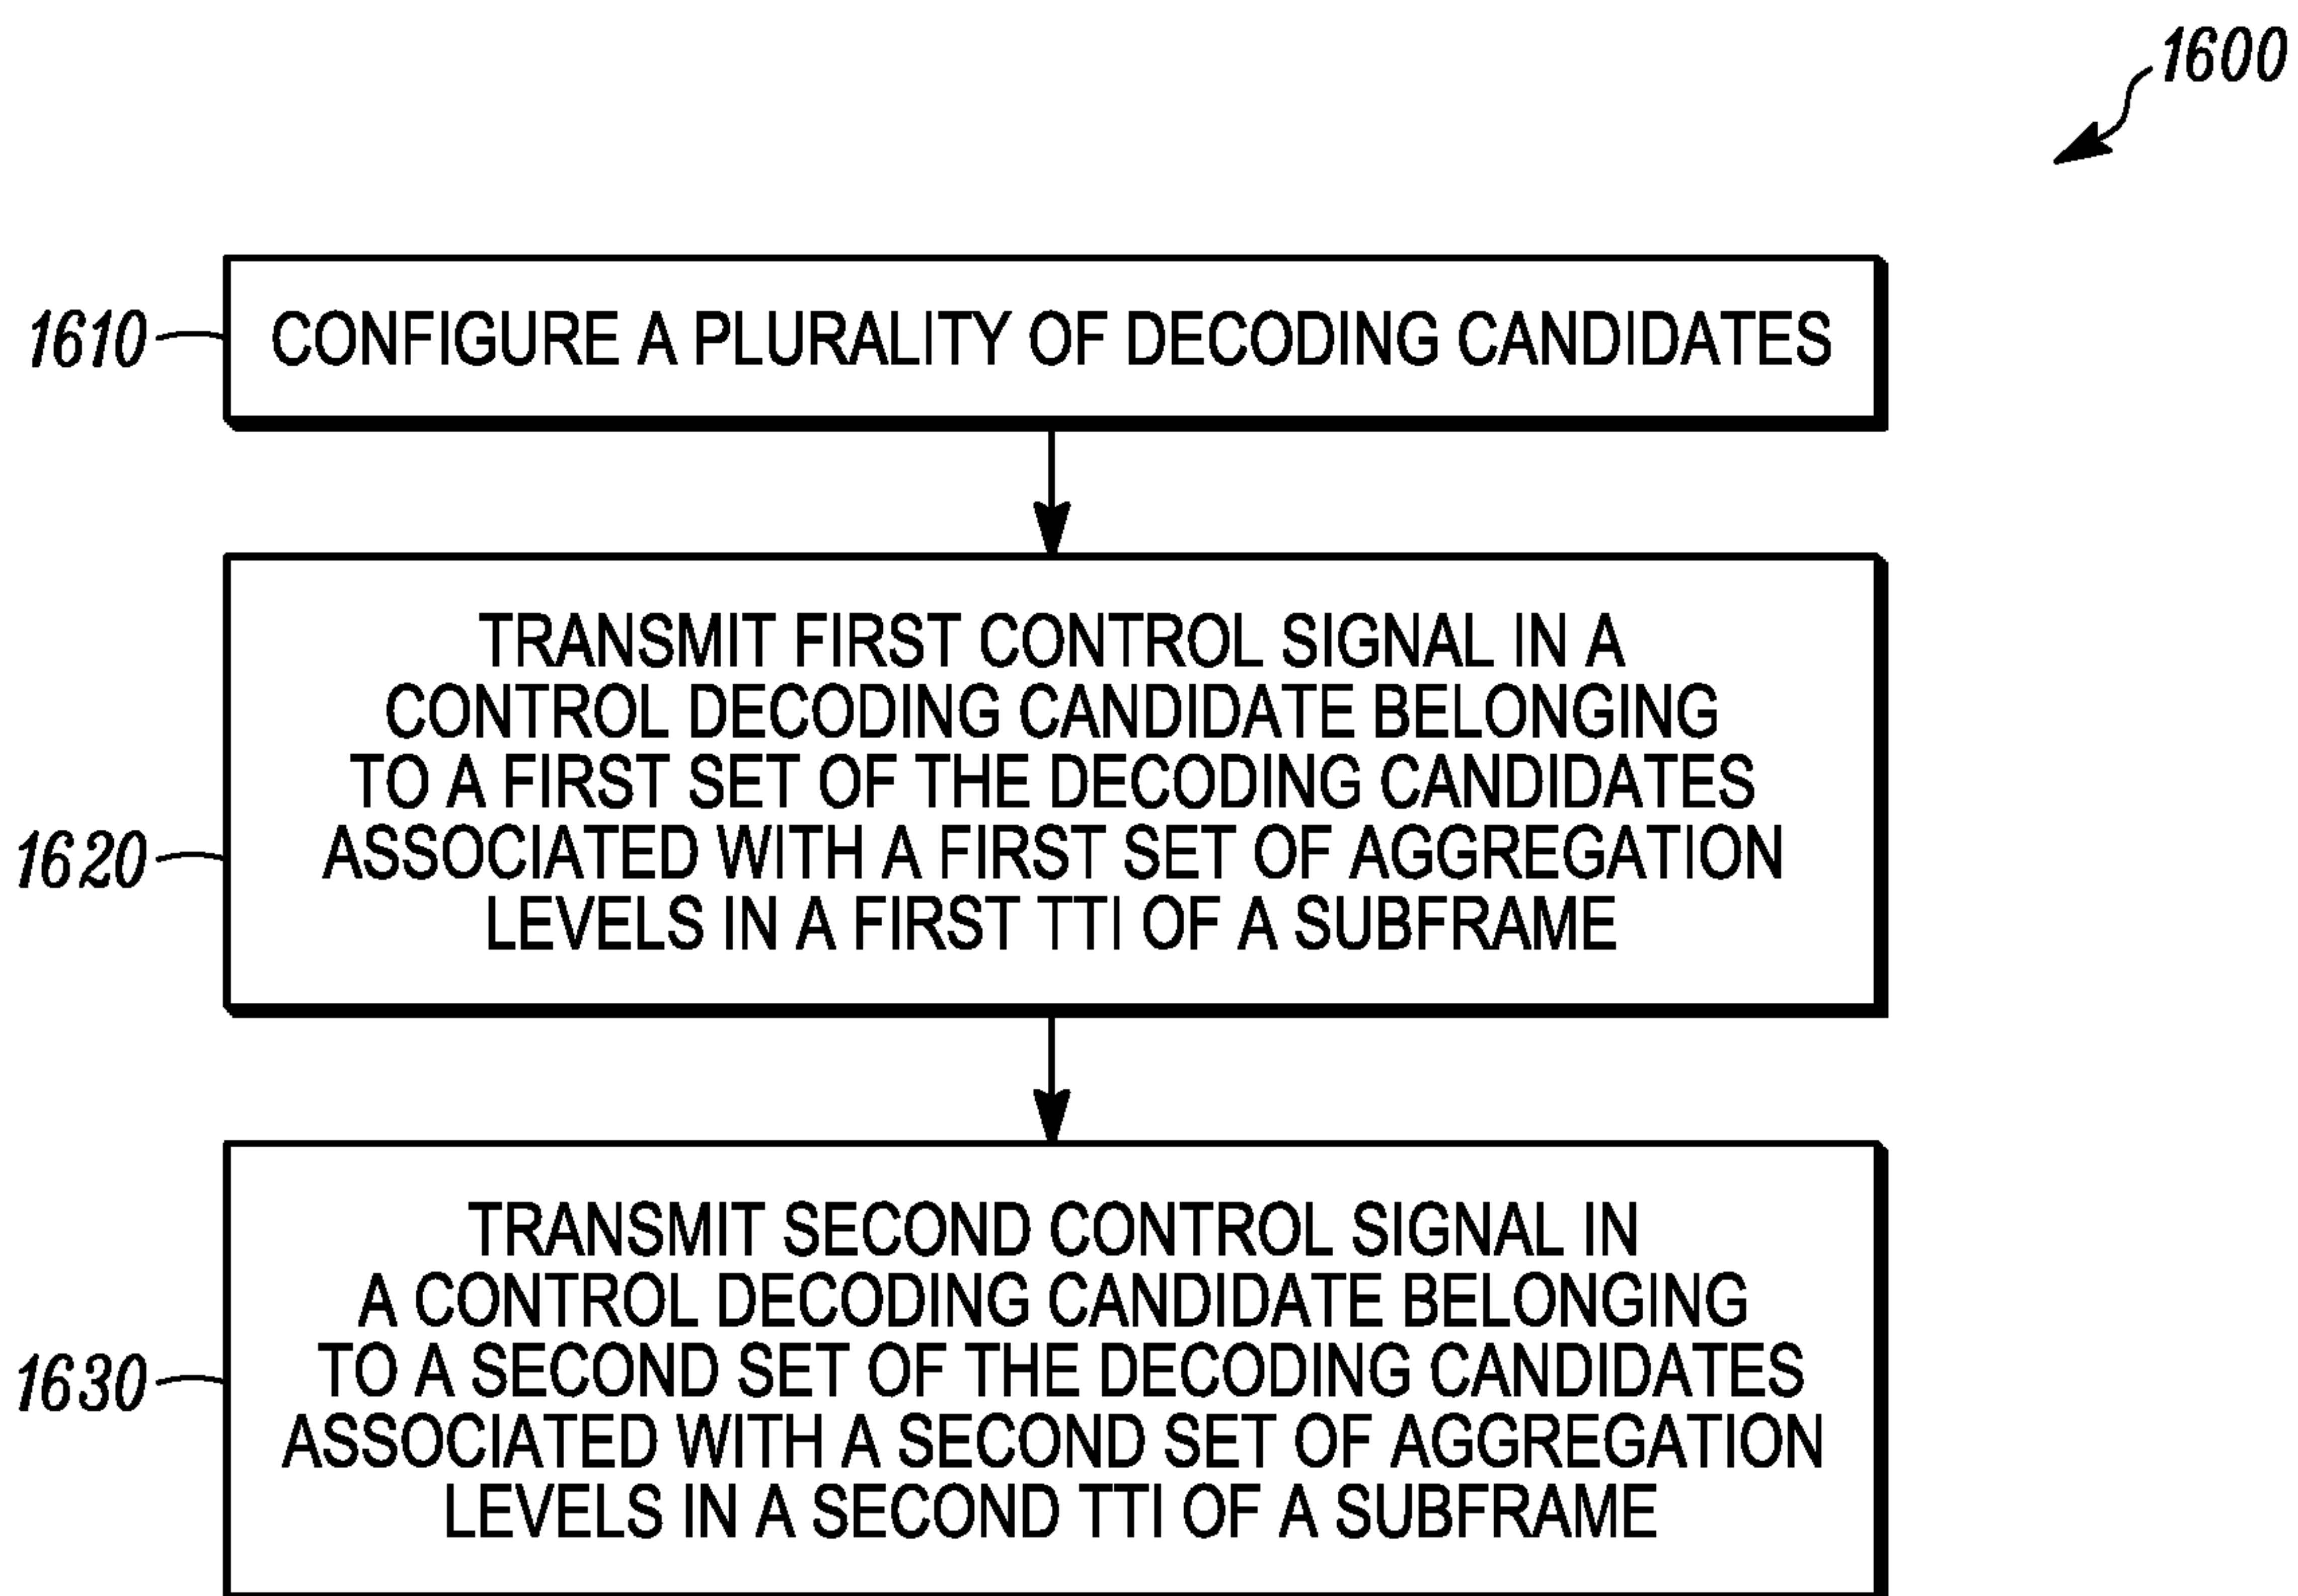 1600
1610
CONFIGURE A PLURALITY OF DECODING CANDIDATES
TRANSMIT FIRST CONTROL SIGNAL IN A
CONTROL DECODING CANDIDATE BELONGING
TO A FIRST SET OF THE DECODING CANDIDATES
1620
ASSOCIATED WITH A FIRST SET OF AGGREGATION
LEVELS IN A FIRST TTI OF A SUBFRAME
TRANSMIT SECOND CONTROL SIGNAL IN
A CONTROL DECODING CANDIDATE BELONGING
1630
TO A SECOND SET OF THE DECODING CANDIDATES
ASSOCIATED WITH A SECOND SET OF AGGREGATION
LEVELS IN A SECOND TTI OF A SUBFRAME